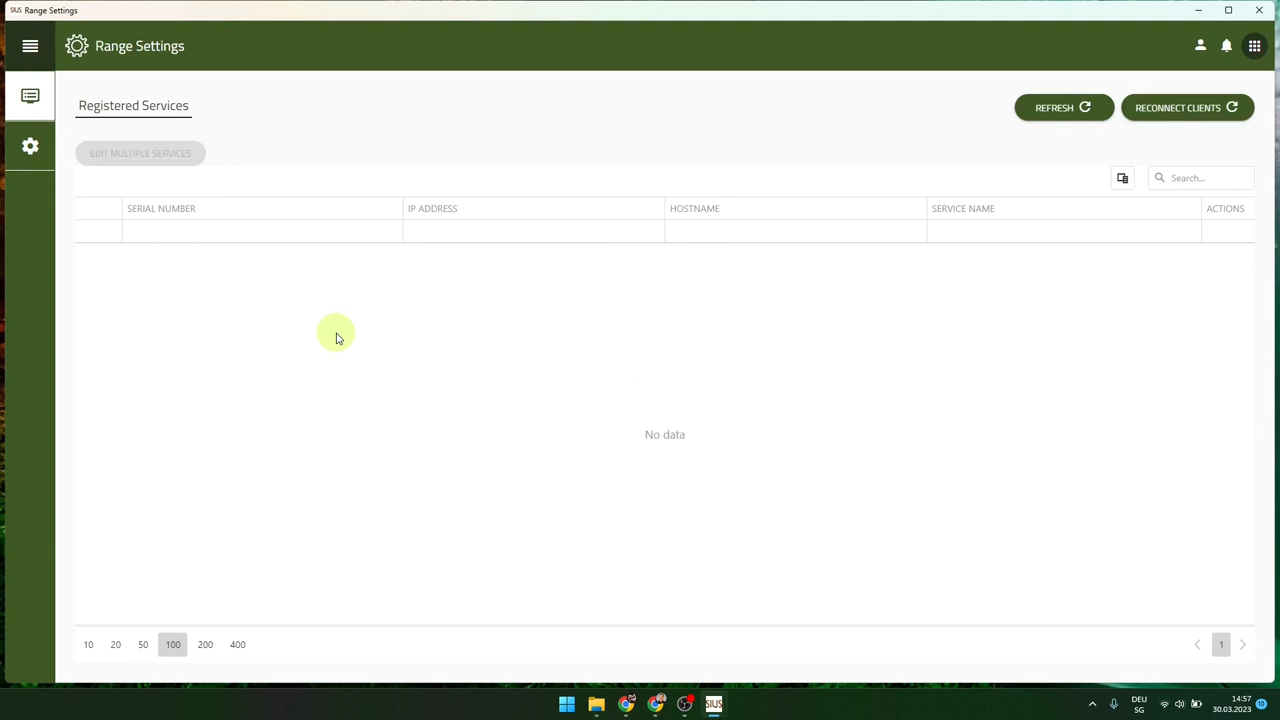 SIUS Range Settings
Range Settings
Registered Services
REFRESH
RECONNECT CLIENTS
EDIT MULTIPLE SERVICES
Search...
SERIAL NUMBER IP ADDRESS HOSTNAME SERVICE NAME ACTIONS
No data
10 20 50 100 200 400 1
SIUS
DEU
SG
14:57
30.03.2023
10